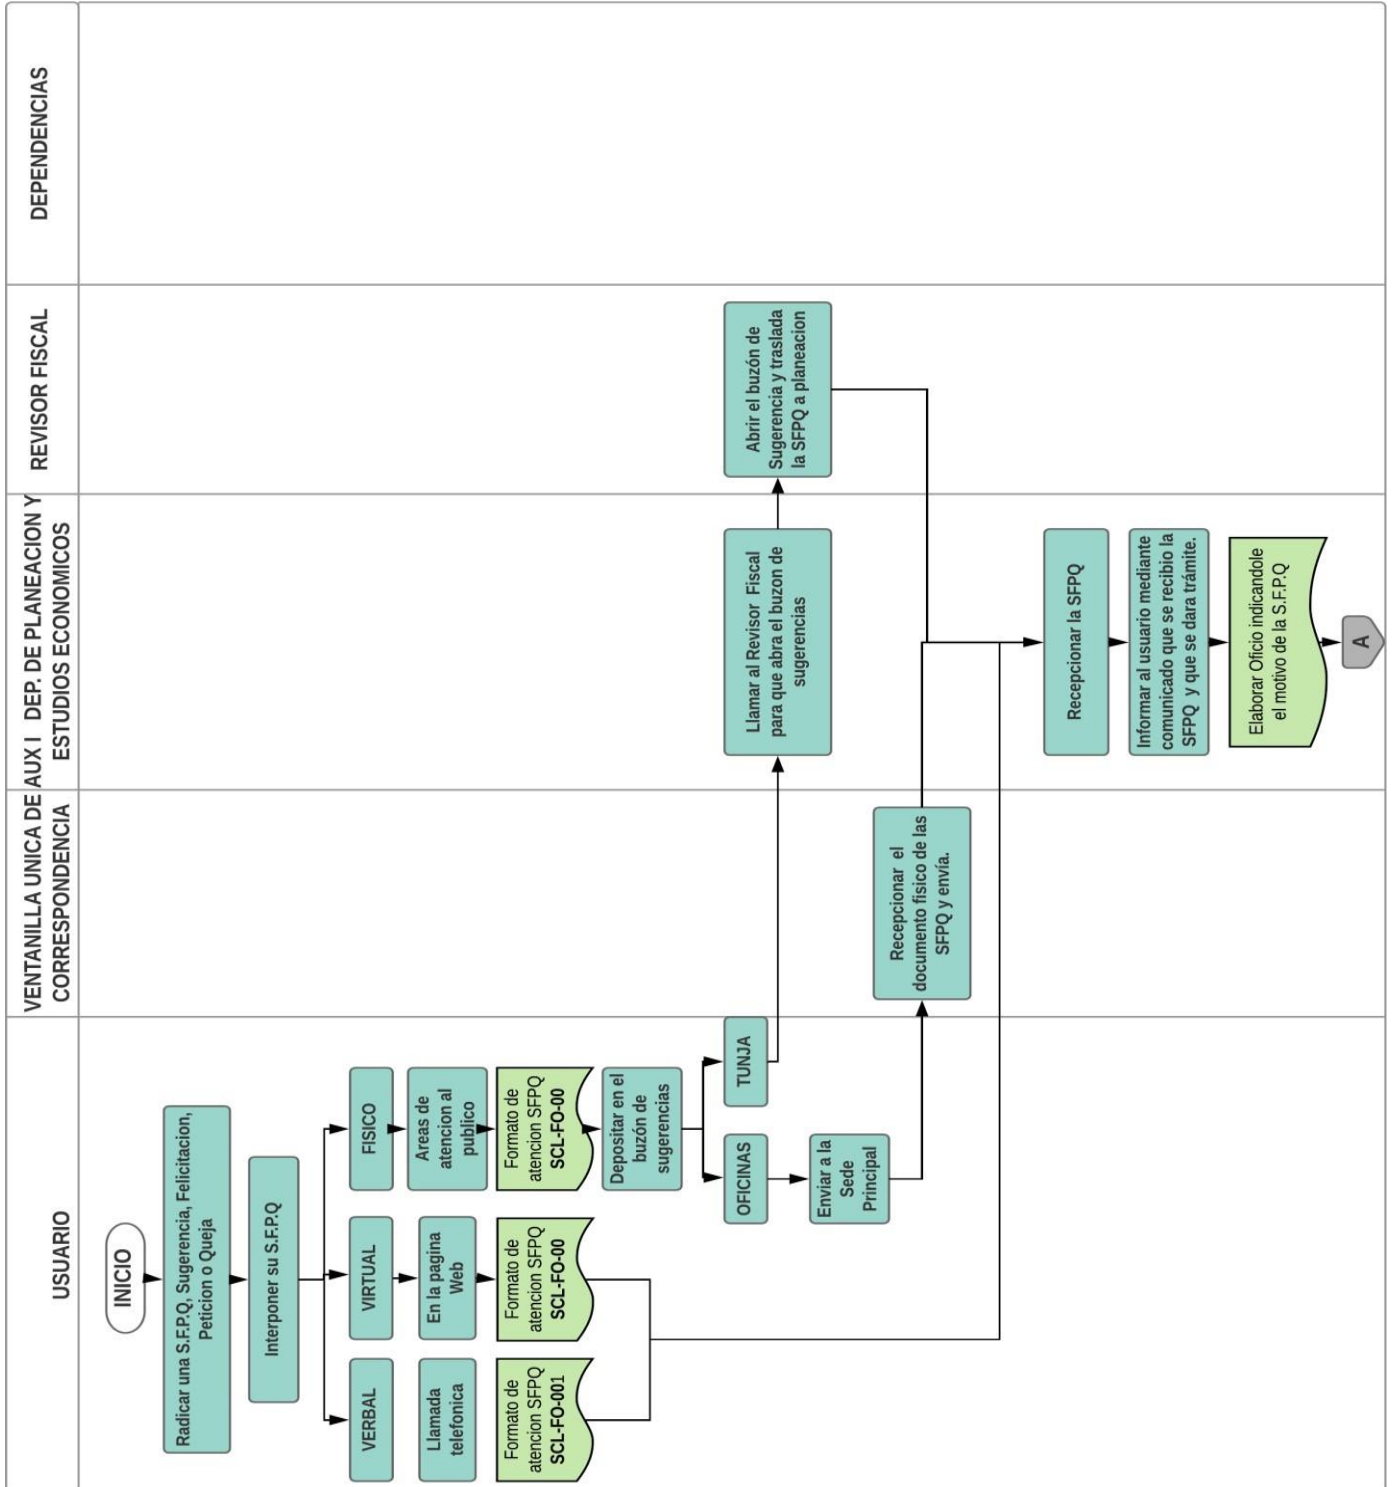 USUARIO
VENTANILLA UNICA DE
CORRESPONDENCIA
AUX I   DEP. DE PLANEACION Y
ESTUDIOS ECONOMICOS
REVISOR FISCAL
DEPENDENCIAS
INICIO
Radicar una S.F.P.Q, Sugerencia, Felicitacion,
Peticion o Queja
Interponer su S.F.P.Q
VERBAL
VIRTUAL
FISICO
Llamada
telefonica
En la pagina
Web
Areas de
atencion al
publico
Formato de
atencion SFPQ
SCL-FO-001
Formato de
atencion SFPQ
SCL-FO-00
Formato de
atencion SFPQ
SCL-FO-00
Depositar en el
buzón de
sugerencias
OFICINAS
TUNJA
Llamar al Revisor Fiscal
para que abra el buzon de
sugerencias
Abrir el buzón de
Sugerencia y traslada
la SFPQ a planeacion
Enviar a la
Sede
Principal
Recepcionar el
documento fisico de las
SFPQ y envía.
Recepcionar la SFPQ
Informar al usuario mediante
comunicado que se recibio la
SFPQ y que se dara trámite.
Elaborar Oficio indicandole
el motivo de la S.F.P.Q
A